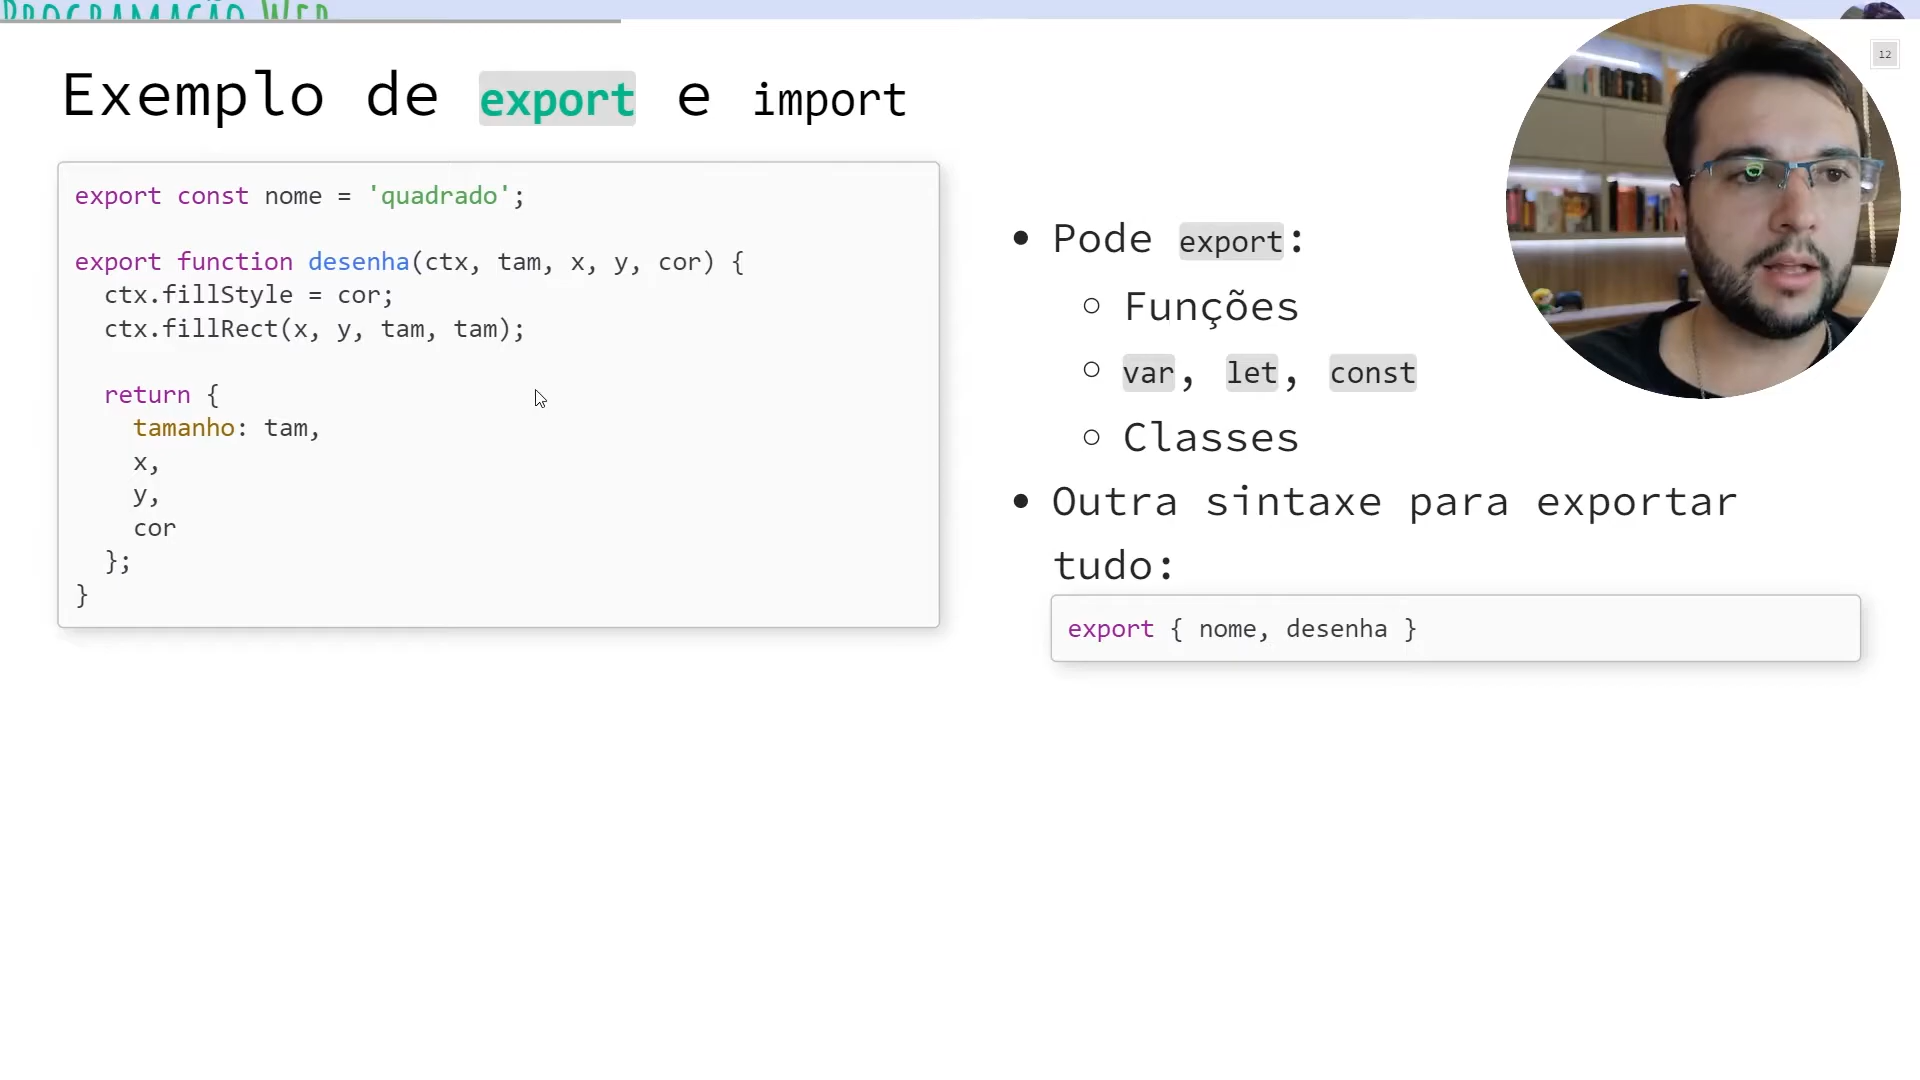 PROGRAMAÇÃO WEB
12
Exemplo de export e import
export const nome = 'quadrado';
export function desenha(ctx, tam, x, y, cor) {
ctx.fillStyle = cor;
ctx.fillRect(x, y, tam, tam);
return {
tamanho: tam,
x,
y,
cor
};
}
• Pode export:
○ Funções
○ var, let, const
○ Classes
• Outra sintaxe para exportar
tudo:
export { nome, desenha }